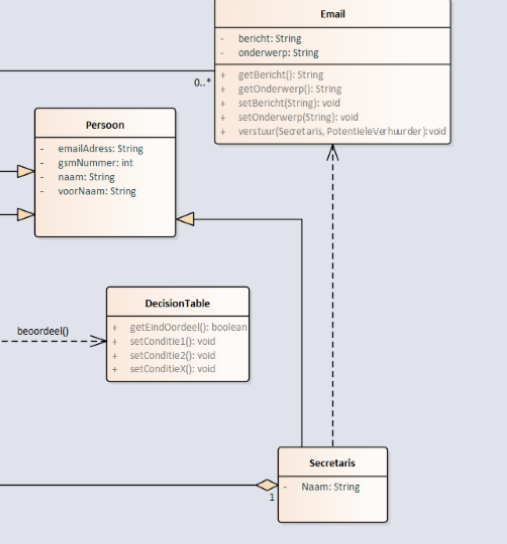 Email
- bericht: String
- onderwerp: String
+ getBericht(): String
+ getOnderwerp(): String
+ setBericht(String): void
+ setOnderwerp(String): void
+ verstuur(Secretaris, PotentieleVerhuurder):void
0..*
Persoon
- emailAdress: String
- gsmNummer: int
- naam: String
- voorNaam: String
DecisionTable
+ getEindOordeel(): boolean
+ setConditie1(): void
+ setConditie2(): void
+ setConditieX(): void
beoordeel()
Secretaris
- Naam: String
1